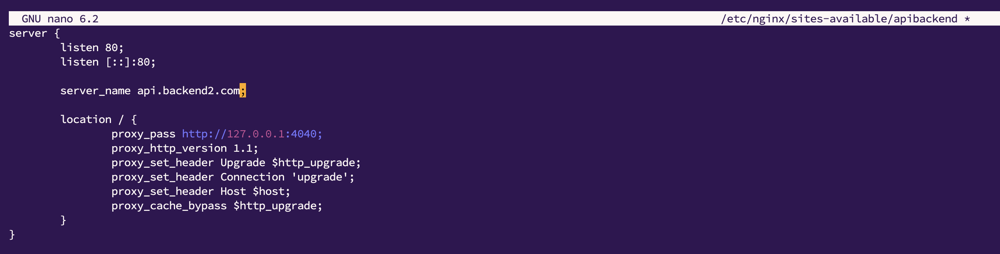 GNU nano 6.2 /etc/nginx/sites-available/apibackend *
server {
listen 80;
listen [::]:80;
server_name api.backend2.com;
location / {
proxy_pass http://127.0.0.1:4040;
proxy_http_version 1.1;
proxy_set_header Upgrade $http_upgrade;
proxy_set_header Connection 'upgrade';
proxy_set_header Host $host;
proxy_cache_bypass $http_upgrade;
}
}